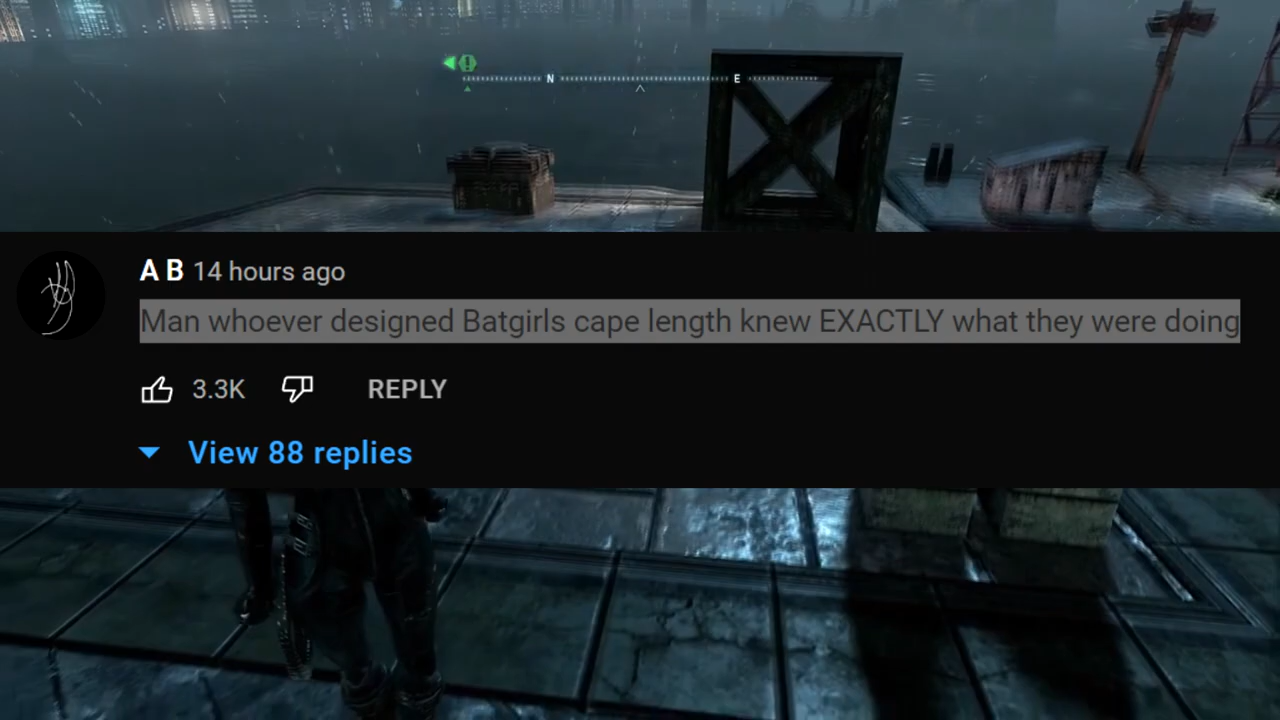 N E
A B 14 hours ago
Man whoever designed Batgirls cape length knew EXACTLY what they were doing
3.3K REPLY
View 88 replies